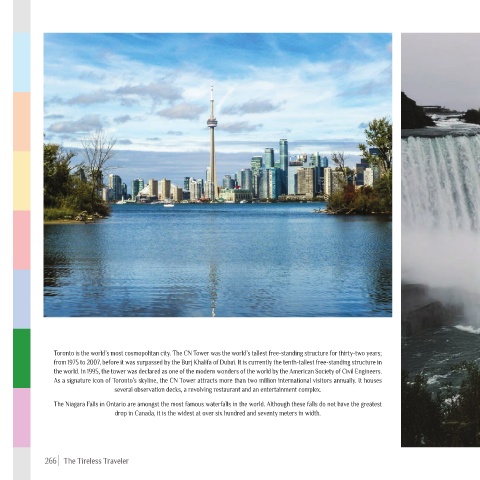 Toronto is the world's most cosmopolitan city. The CN Tower was the world's tallest free-standing structure for thirty-two years;
from 1975 to 2007, before it was surpassed by the Burj Khalifa of Dubai. It is currently the tenth-tallest free-standing structure in
the world. In 1995, the tower was declared as one of the modern wonders of the world by the American Society of Civil Engineers.
As a signature icon of Toronto's skyline, the CN Tower attracts more than two million international visitors annually. It houses
several observation decks, a revolving restaurant and an entertainment complex.
The Niagara Falls in Ontario are amongst the most famous waterfalls in the world. Although these falls do not have the greatest
drop in Canada, it is the widest at over six hundred and seventy meters in width.
266 | The Tireless Traveler